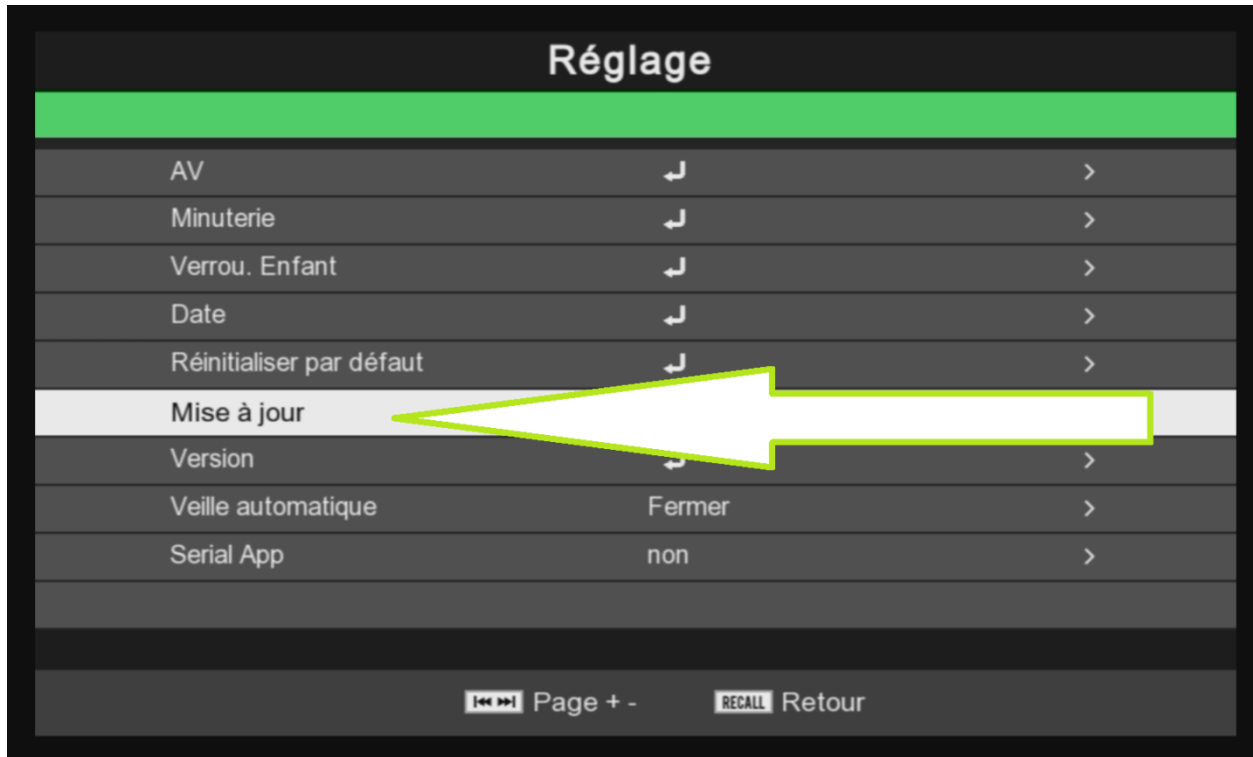 Réglage
AV
Minuterie
Verrou. Enfant
Date
Réinitialiser par défaut
Mise à jour
Version
Veille automatique Fermer
Serial App non
Page + - RECALL Retour